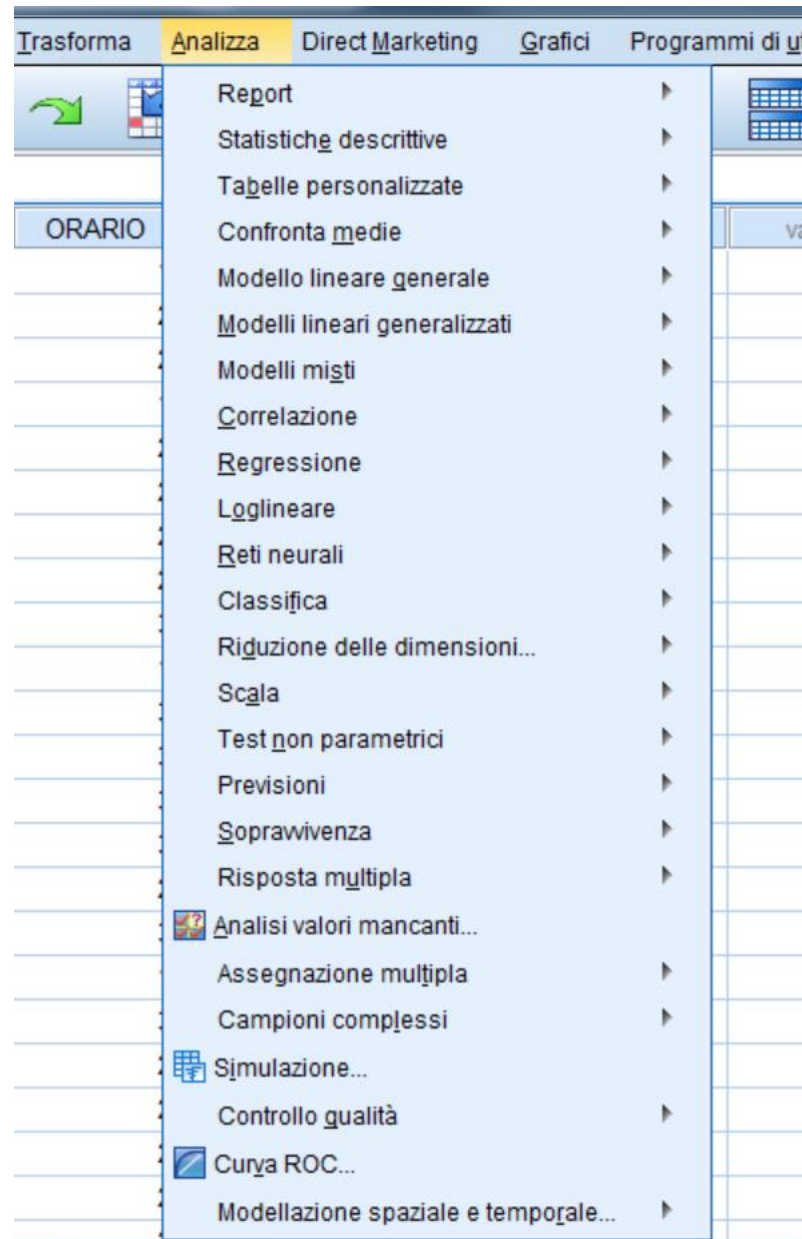 Trasforma Analizza Direct Marketing Grafici Programmi di
Report
Statistiche descrittive
Tabelle personalizzate
ORARIO
Confronta medie
Modello lineare generale
Modelli lineari generalizzati
Modelli misti
Correlazione
Regressione
Loglineare
Reti neurali
Classifica
Riduzione delle dimensioni...
Scala
Test non parametrici
Previsioni
Sopravvivenza
Risposta multipla
Analisi valori mancanti...
Assegnazione multipla
Campioni complessi
Simulazione...
Controllo qualità
Curva ROC...
Modellazione spaziale e temporale...